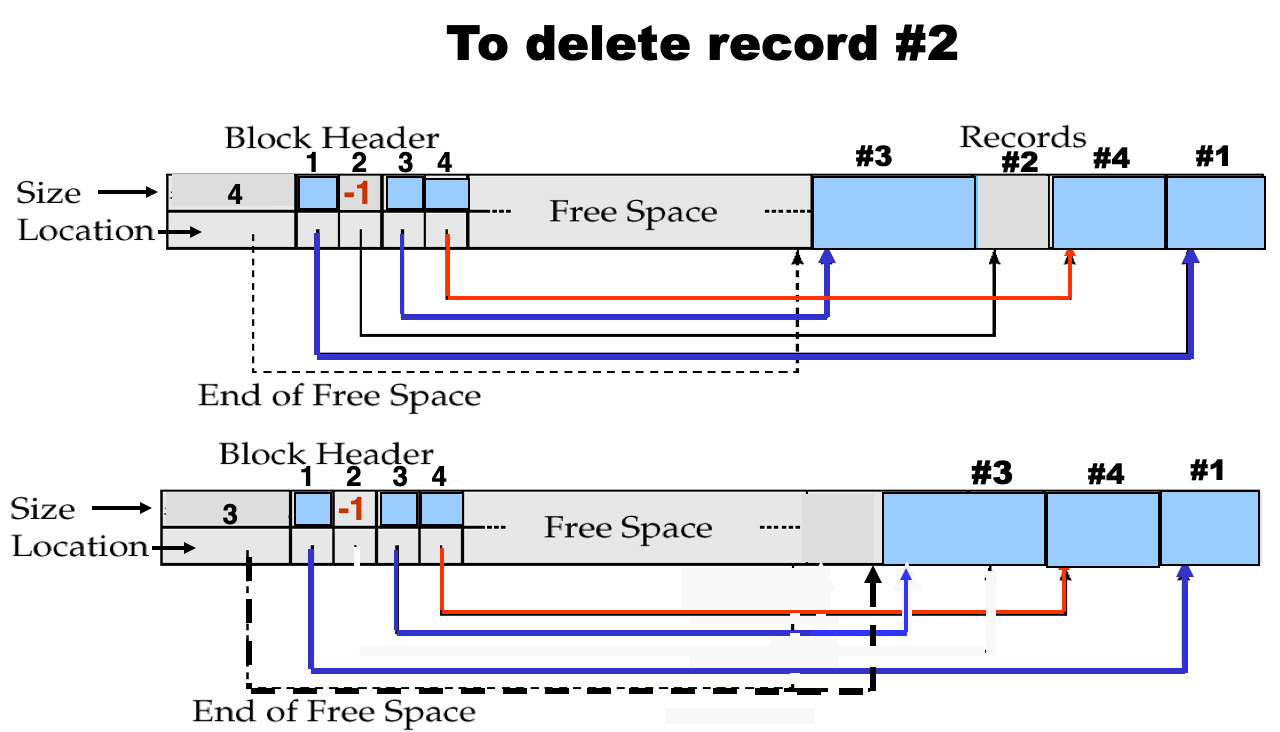 To delete record #2
Block Header
Records
1 2 3 4
#3 #2 #4 #1
Size
4 -1
Location
Free Space
End of Free Space
Block Header
1 2 3 4
#3 #4 #1
Size
3 -1
Location
Free Space
End of Free Space